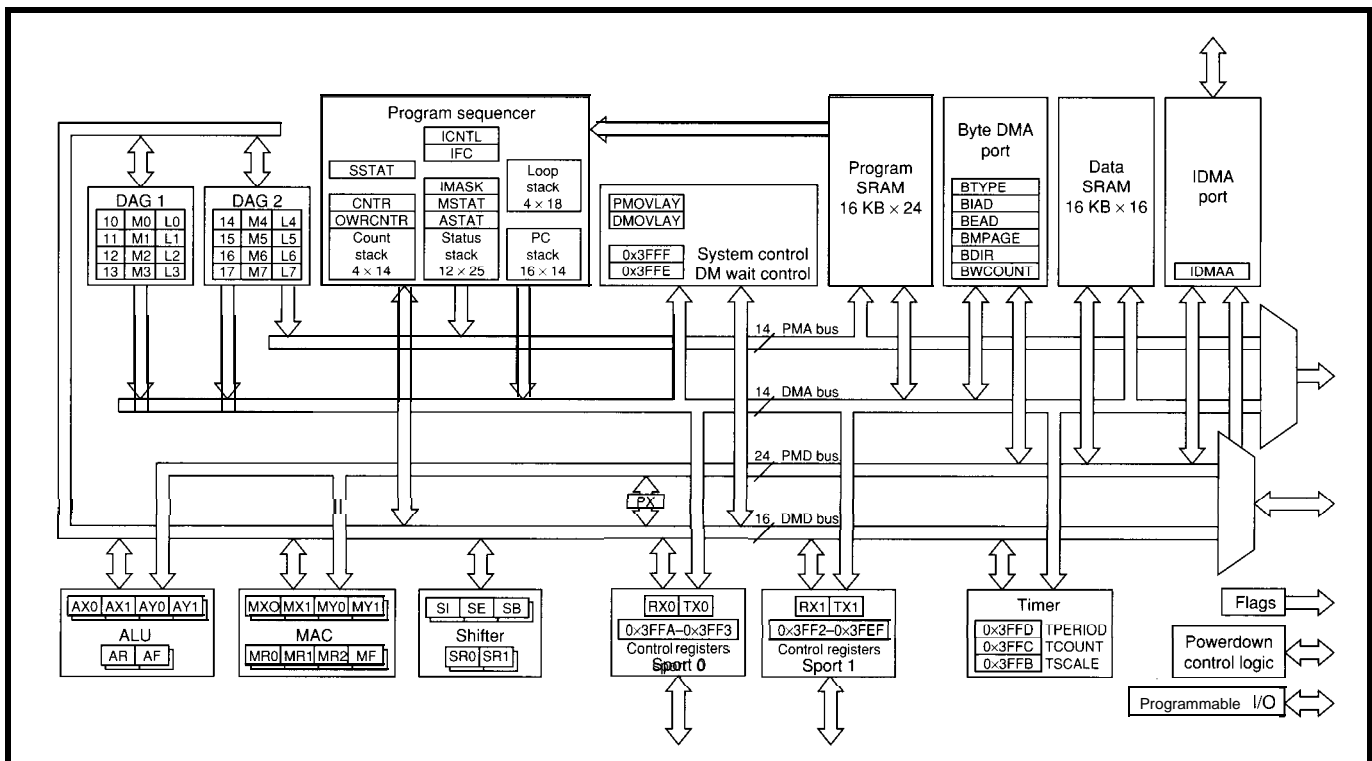 Program sequencer
ICNTL
IFC
SSTAT
IMASK
MSTAT
ASTAT
CNTR
OWRCNTR
Count
stack
4 × 14
Status
stack
12 × 25
Loop
stack
4 × 18
PC
stack
16 × 14
DAG 1
10 M0 L0
11 M1 L1
12 M2 L2
13 M3 L3
DAG 2
14 M4 L4
15 M5 L5
16 M6 L6
17 M7 L7
PMOVLAY
DMOVLAY
0×3FFF
0×3FFE
System control
DM wait control
Program
SRAM
16 KB × 24
Byte DMA
port
BTYPE
BIAD
BEAD
BMPAGE
BDIR
BWCOUNT
Data
SRAM
16 KB × 16
IDMA
port
IDMAA
14 PMA bus
14 DMA bus
24 PMD bus
PX
16 DMD bus
AX0 AX1 AY0 AY1
ALU
AR AF
MXO MX1 MY0 MY1
MAC
MR0 MR1 MR2 MF
SI SE SB
Shifter
SR0 SR1
RX0 TX0
0×3FFA–0×3FF3
Control registers
Sport 0
RX1 TX1
0×3FF2–0×3FEF
Control registers
Sport 1
Timer
0×3FFD TPERIOD
0×3FFC TCOUNT
0×3FFB TSCALE
Flags
Powerdown
control logic
Programmable I/O